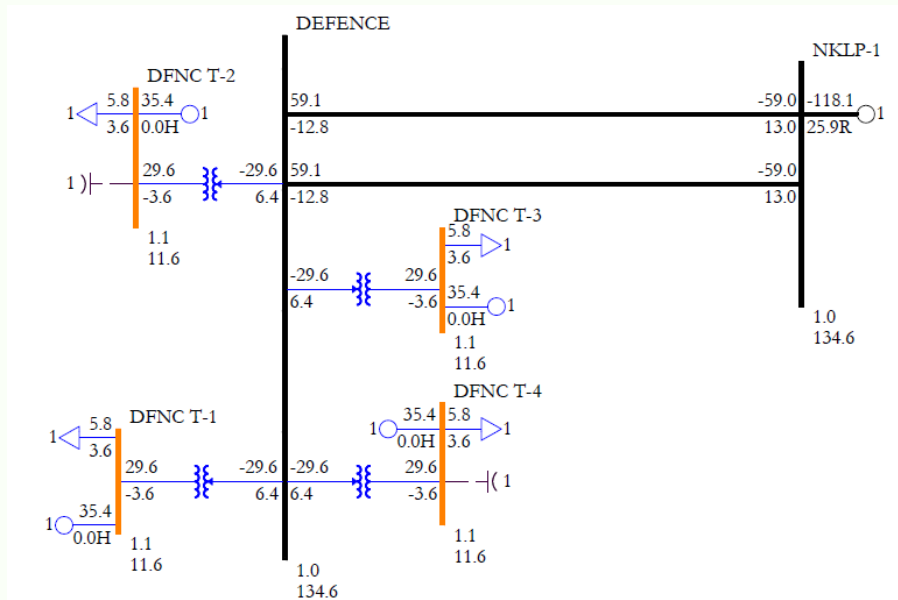 DEFENCE
NKLP-1
DFNC T-2
1 5.8 35.4 1
3.6 0.0H
59.1 -59.0 -118.1 1
-12.8 13.0 25.9R
1 29.6 -29.6 59.1 -59.0
-3.6 6.4 -12.8 13.0
DFNC T-3
5.8 1
3.6
1.1
11.6
-29.6 29.6
6.4 -3.6
35.4 1
0.0H
1.1
11.6
1.0
134.6
DFNC T-4
35.4 5.8
1 0.0H 3.6 1
DFNC T-1
1 5.8
3.6
29.6 -29.6 -29.6 29.6
-3.6 6.4 6.4 -3.6 1
1 35.4
0.0H
1.1
11.6
1.1
11.6
1.0
134.6